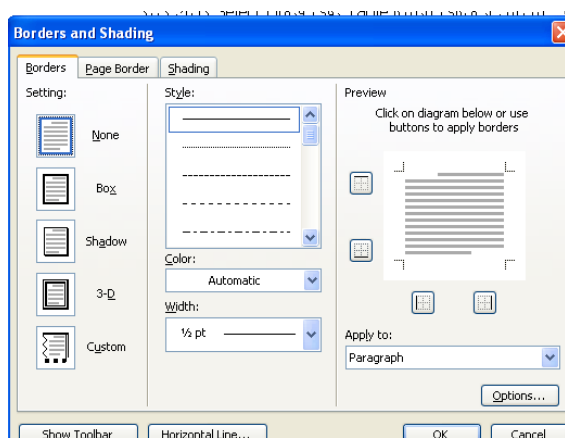 Borders and Shading
Borders
Page Border
Shading
Setting:
None
Box
Shadow
3-D
Custom
Style:
Color:
Automatic
Width:
½ pt
Preview
Click on diagram below or use
buttons to apply borders
Apply to:
Paragraph
Options...
Show Toolbar
Horizontal Line...
OK
Cancel